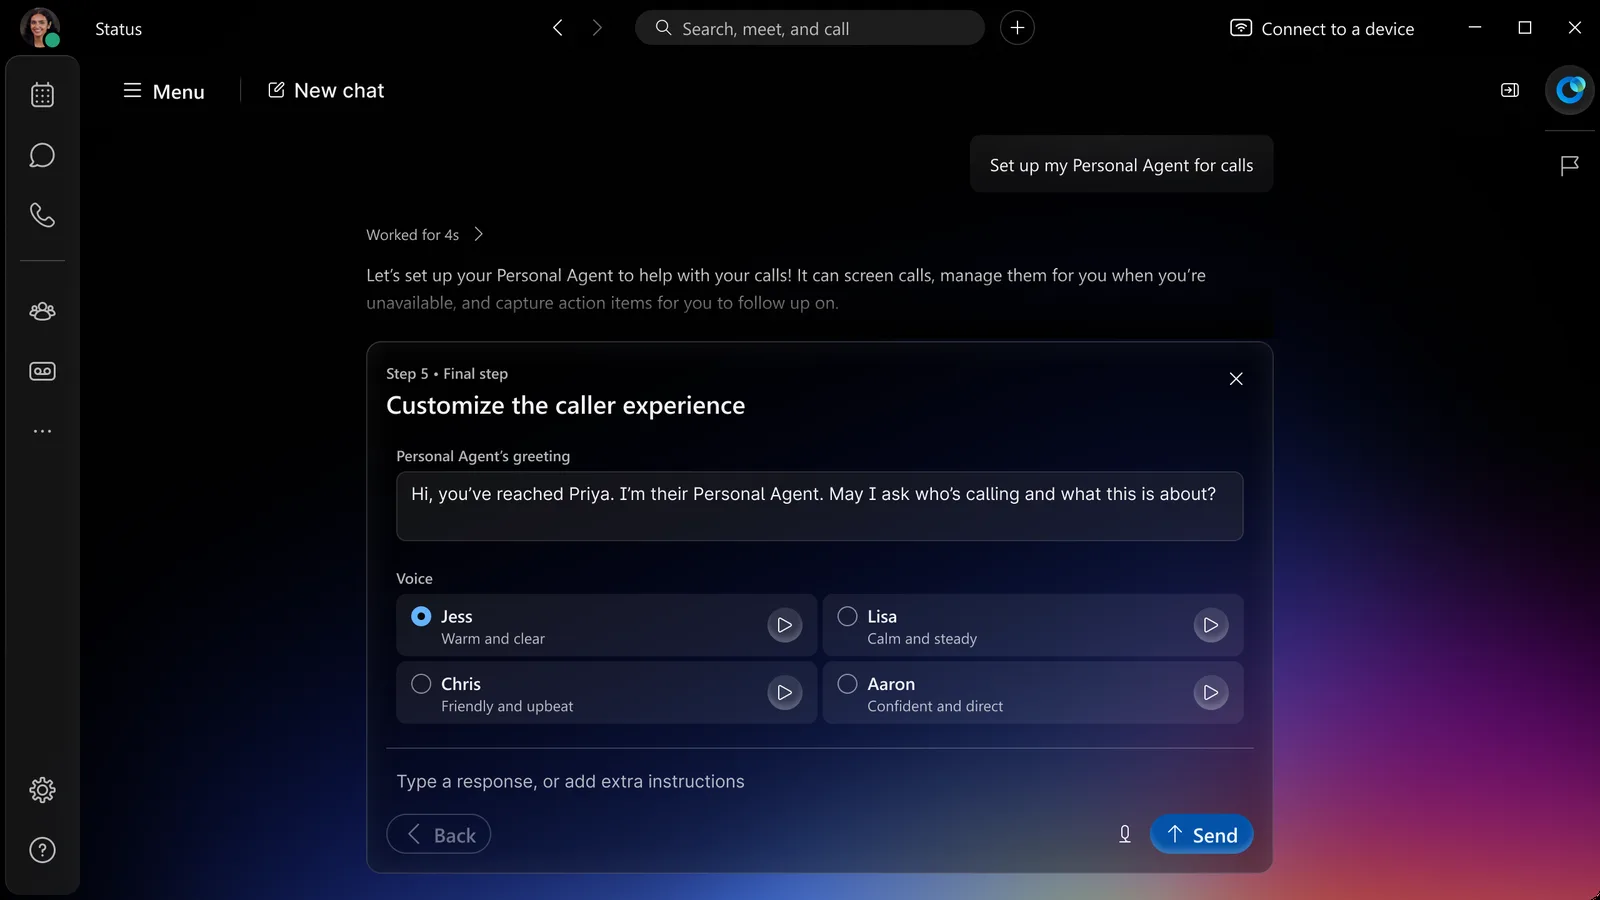 Status
Search, meet, and call
Connect to a device
Menu
New chat
Set up my Personal Agent for calls
Worked for 4s
Let’s set up your Personal Agent to help with your calls! It can screen calls, manage them for you when you’re
unavailable, and capture action items for you to follow up on.
Step 5 • Final step
Customize the caller experience
Personal Agent’s greeting
Hi, you’ve reached Priya. I’m their Personal Agent. May I ask who’s calling and what this is about?
Voice
Jess
Warm and clear
Lisa
Calm and steady
Chris
Friendly and upbeat
Aaron
Confident and direct
Type a response, or add extra instructions
Back
Send